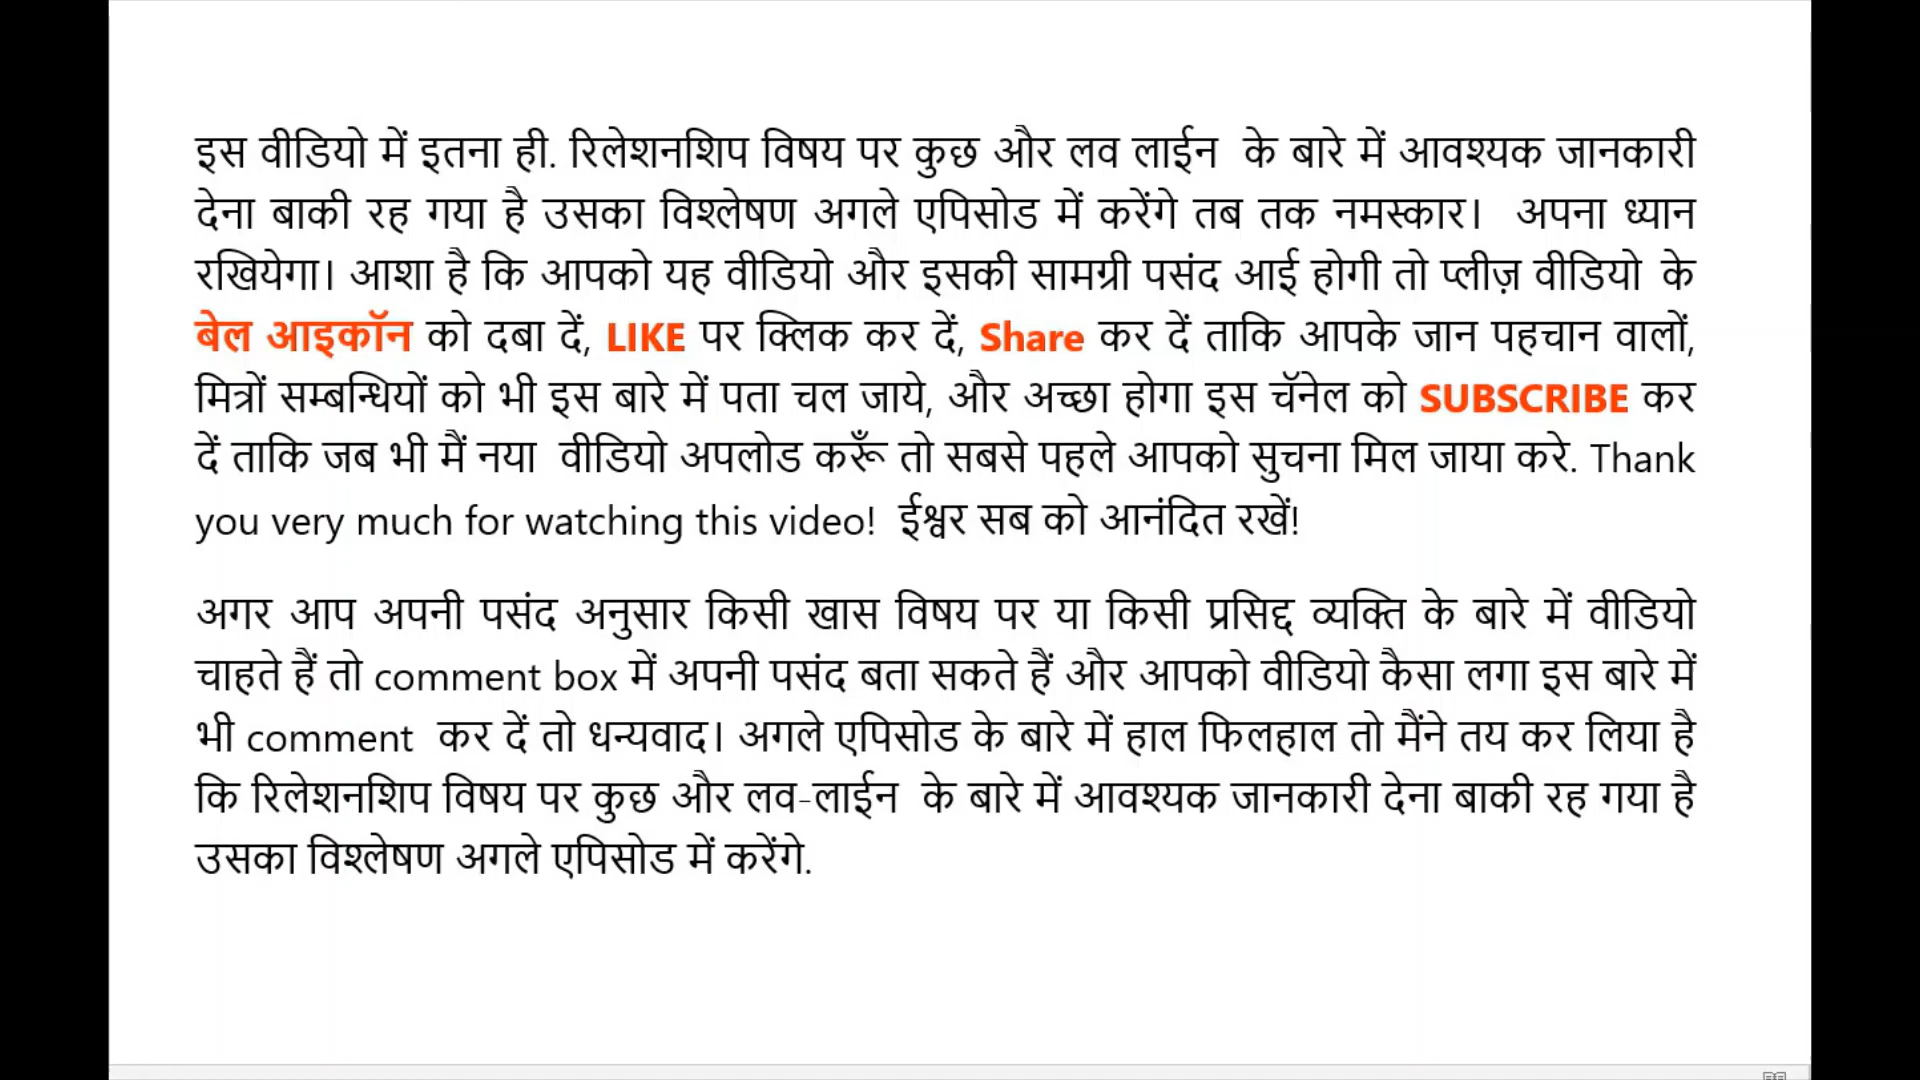 इस वीडियो में इतना ही. रिलेशनशिप विषय पर कुछ और लव लाईन के बारे में आवश्यक जानकारी
देना बाकी रह गया है उसका विश्लेषण अगले एपिसोड में करेंगे तब तक नमस्कार। अपना ध्यान
रखियेगा। आशा है कि आपको यह वीडियो और इसकी सामग्री पसंद आई होगी तो प्लीज़ वीडियो के
बेल आइकॉन को दबा दें, LIKE पर क्लिक कर दें, Share कर दें ताकि आपके जान पहचान वालों,
मित्रों सम्बन्धियों को भी इस बारे में पता चल जाये, और अच्छा होगा इस चॅनेल को SUBSCRIBE कर
दें ताकि जब भी मैं नया वीडियो अपलोड करूँ तो सबसे पहले आपको सुचना मिल जाया करे. Thank
you very much for watching this video! ईश्वर सब को आनंदित रखें!
अगर आप अपनी पसंद अनुसार किसी खास विषय पर या किसी प्रसिद्द व्यक्ति के बारे में वीडियो
चाहते हैं तो comment box में अपनी पसंद बता सकते हैं और आपको वीडियो कैसा लगा इस बारे में
भी comment कर दें तो धन्यवाद। अगले एपिसोड के बारे में हाल फिलहाल तो मैंने तय कर लिया है
कि रिलेशनशिप विषय पर कुछ और लव-लाईन के बारे में आवश्यक जानकारी देना बाकी रह गया है
उसका विश्लेषण अगले एपिसोड में करेंगे.